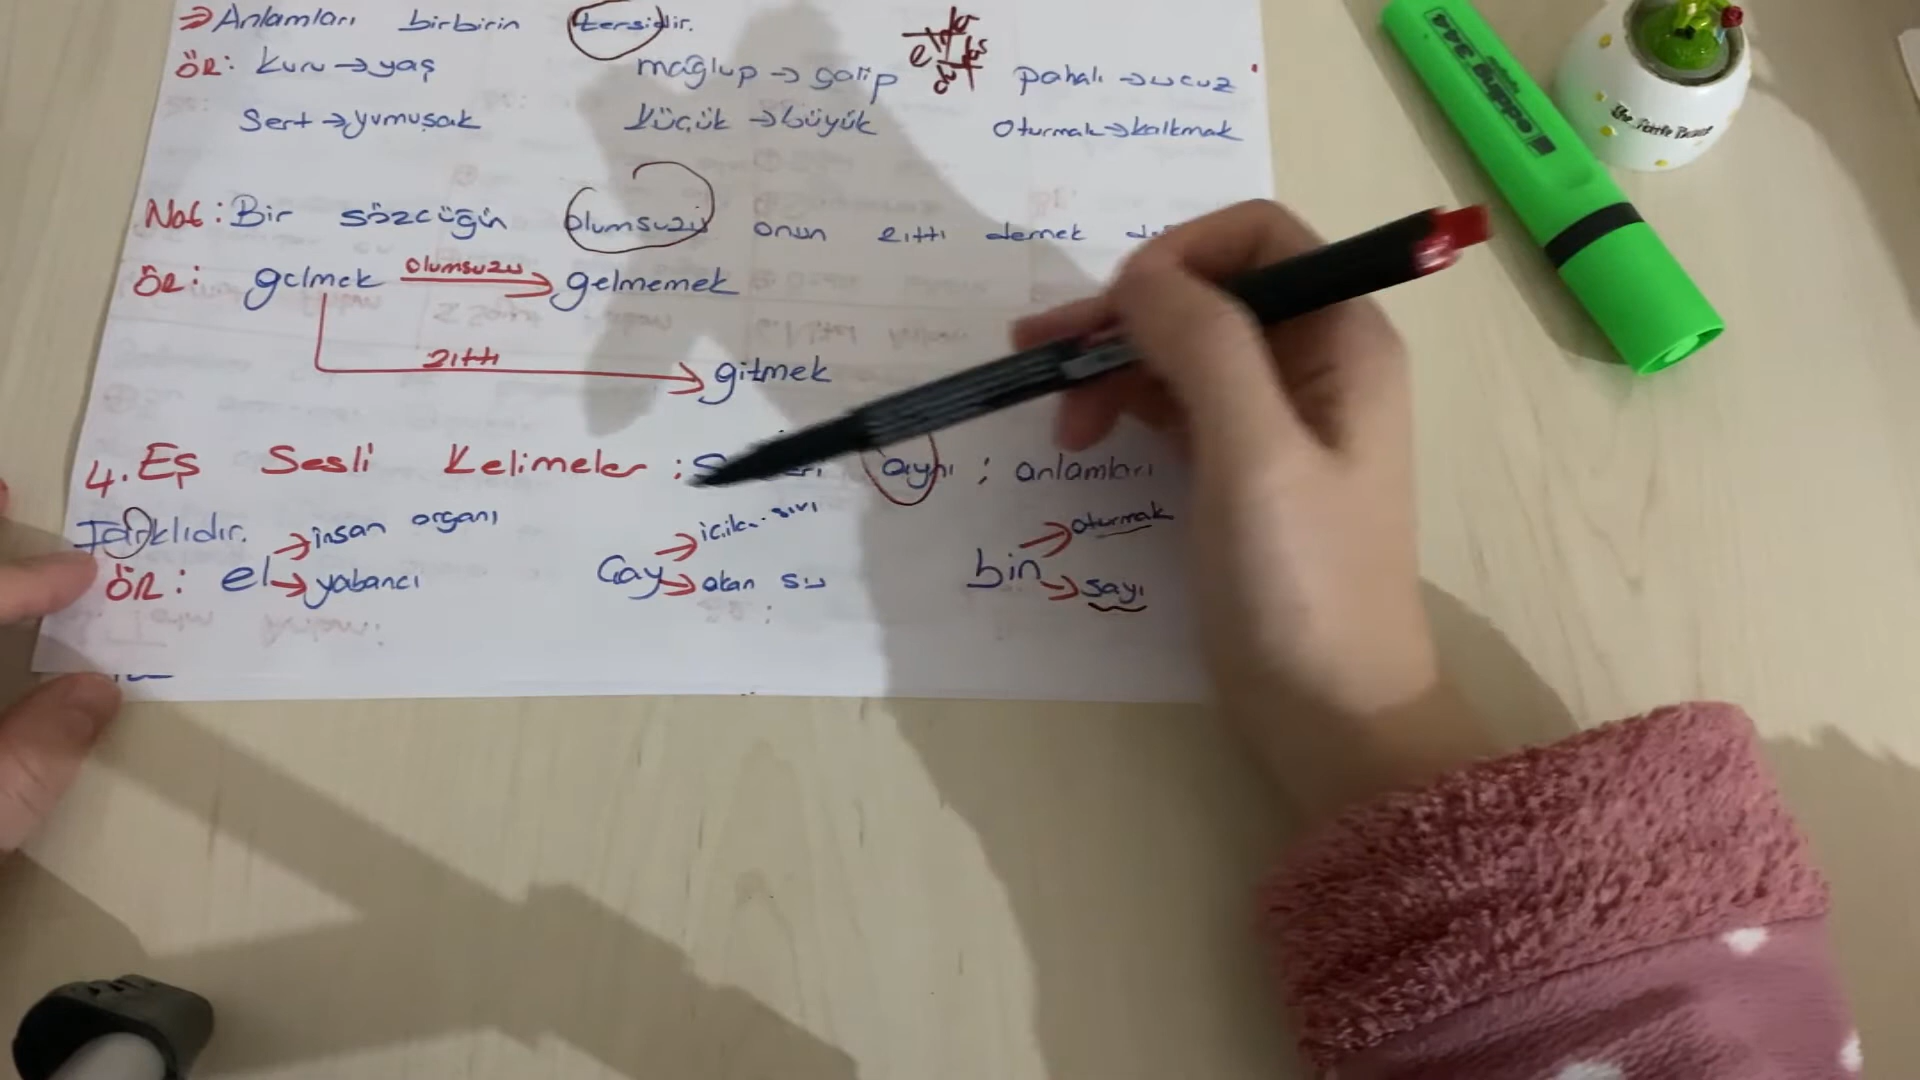 ⇒ Anlamları birbirin tersidir.
ÖR: Kuru → yaş mağlup → galip pahalı → ucuz
Sert → yumuşak Küçük → büyük Oturmak → kalkmak
Not: Bir sözcüğün olumsuzu onun zıttı demek
ÖR: gelmek olumsuzu gelmemek
zıttı gitmek
4. Eş Sesli Kelimeler : aynı ; anlamları
farklıdır.
ÖR: el → insan organı → yabancı
Çay → → akan su
bin → oturmak → sayı
edding 344